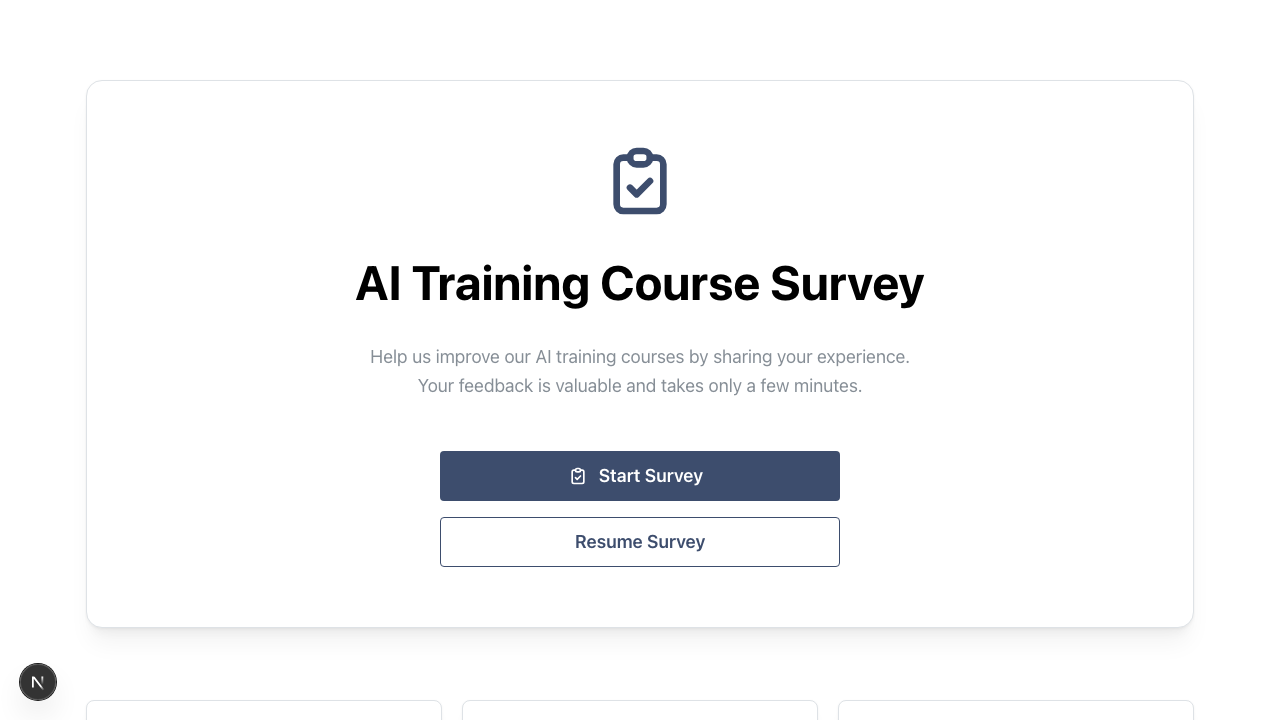 AI Training Course Survey
Help us improve our AI training courses by sharing your experience.
Your feedback is valuable and takes only a few minutes.
Start Survey
Resume Survey
N